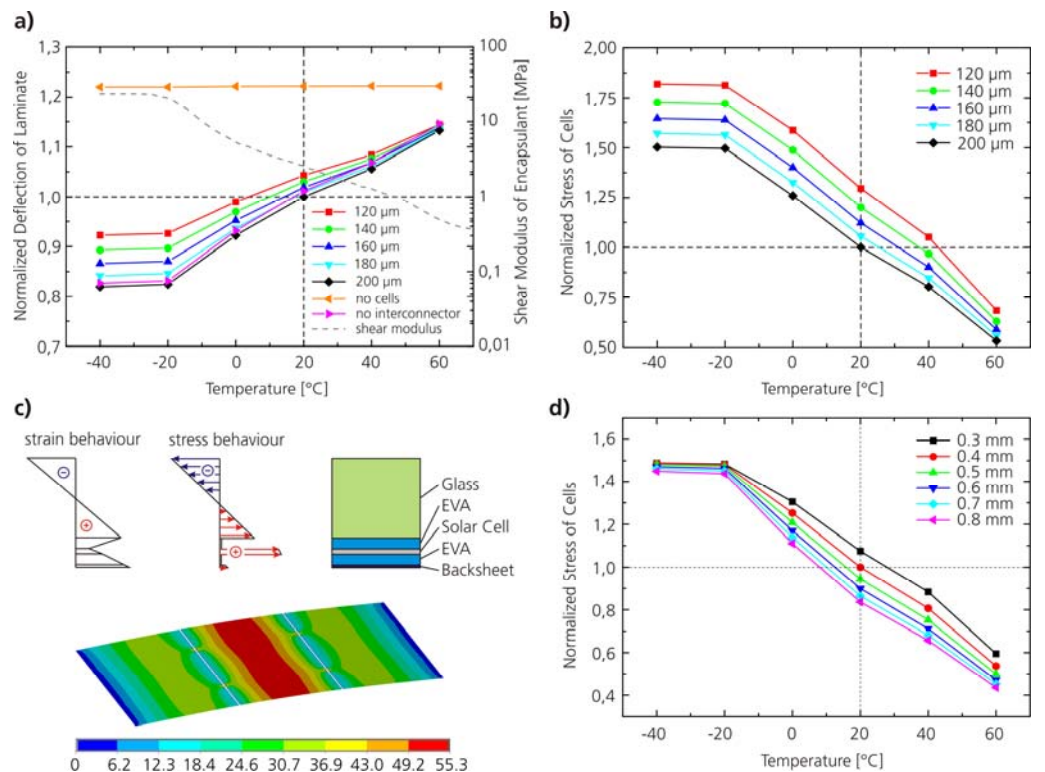 a)
1,3
1,2
1,1
1,0
0,9
0,8
0,7
Normalized Deflection of Laminate
100
10
1
0,1
0,01
Shear Modulus of Encapsulant [MPa]
120 µm
140 µm
160 µm
180 µm
200 µm
no cells
no interconnector
shear modulus
-40 -20 0 20 40 60
Temperature [°C]
b)
2,00
1,75
1,50
1,25
1,00
0,75
0,50
Normalized Stress of Cells
120 µm
140 µm
160 µm
180 µm
200 µm
-40 -20 0 20 40 60
Temperature [°C]
c)
strain behaviour stress behaviour
− −
+ +
Glass
EVA
Solar Cell
EVA
Backsheet
0 6.2 12.3 18.4 24.6 30.7 36.9 43.0 49.2 55.3
d)
1,6
1,4
1,2
1,0
0,8
0,6
0,4
Normalized Stress of Cells
0.3 mm
0.4 mm
0.5 mm
0.6 mm
0.7 mm
0.8 mm
-40 -20 0 20 40 60
Temperature [°C]